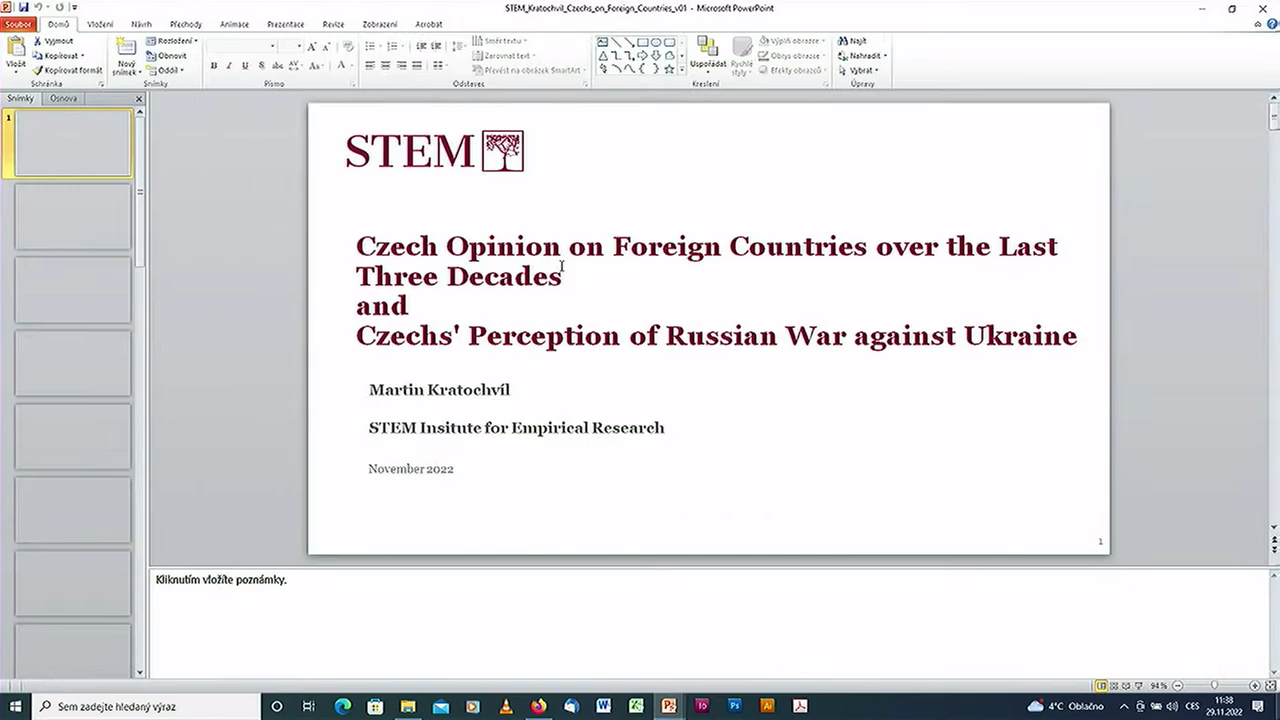 STEM_Kratochvil_Czechs_on_Foreign_Countries_v01 - Microsoft PowerPoint
Soubor Domů Vložení Návrh Přechody Animace Prezentace Revize Zobrazení Acrobat
Vložit
Vyjmout
Kopírovat
Kopírovat formát
Schránka
Nový snímek
Rozložení
Obnovit
Oddíl
Snímky
B I U S abc AV Aa A
Písmo
Směr textu
Zarovnat text
Převést na obrázek SmartArt
Odstavec
Uspořádat
Rychlé styly
Výplň obrazce
Obrys obrazce
Efekty obrazců
Kreslení
Najít
Nahradit
Vybrat
Úpravy
Snímky Osnova
1
STEM
Czech Opinion on Foreign Countries over the Last
Three Decades
and
Czechs' Perception of Russian War against Ukraine
Martin Kratochvíl
STEM Insitute for Empirical Research
November 2022
1
Kliknutím vložíte poznámky.
94%
Sem zadejte hledaný výraz
4°C Oblačno
CES
11:38
29.11.2022